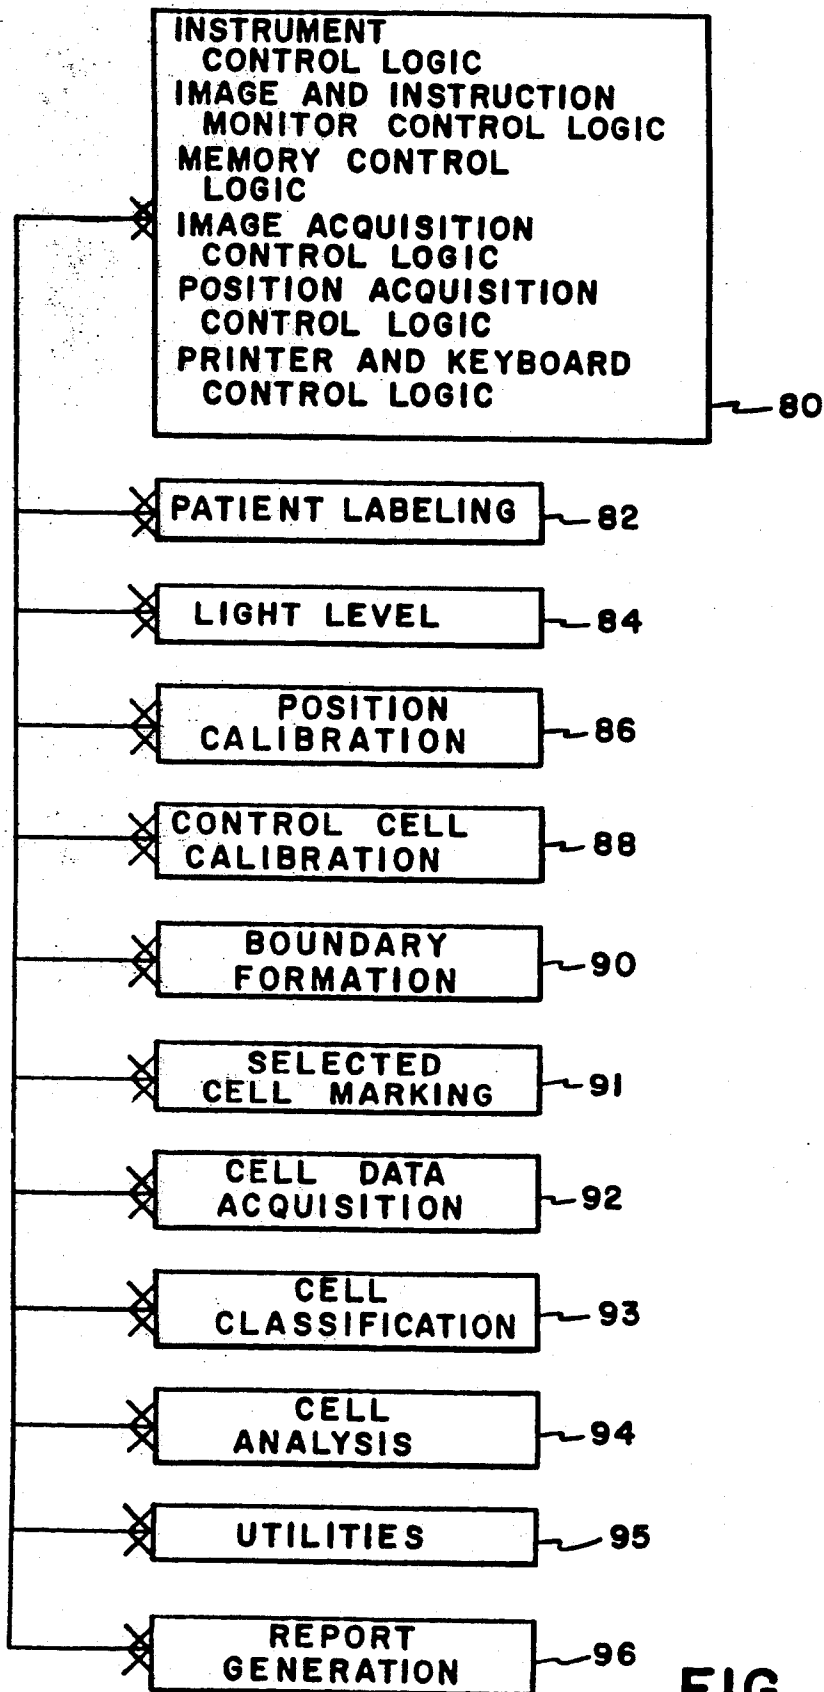 INSTRUMENT
CONTROL LOGIC
IMAGE AND INSTRUCTION
MONITOR CONTROL LOGIC
MEMORY CONTROL
LOGIC
IMAGE ACQUISITION
CONTROL LOGIC
POSITION ACQUISITION
CONTROL LOGIC
PRINTER AND KEYBOARD
CONTROL LOGIC
80
PATIENT LABELING
82
LIGHT LEVEL
84
POSITION
CALIBRATION
86
CONTROL CELL
CALIBRATION
88
BOUNDARY
FORMATION
90
SELECTED
CELL MARKING
91
CELL DATA
ACQUISITION
92
CELL
CLASSIFICATION
93
CELL
ANALYSIS
94
UTILITIES
95
REPORT
GENERATION
96
FIG